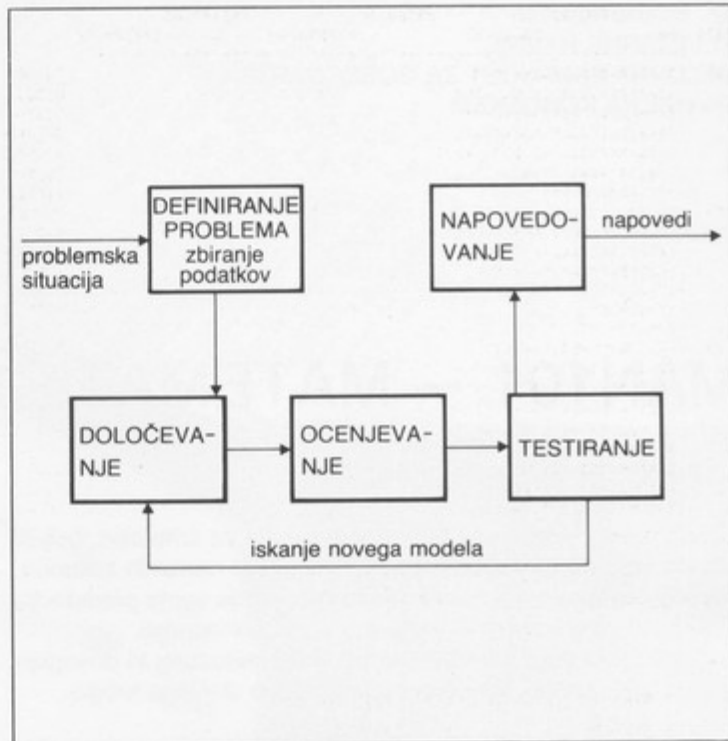 problemska
situacija
DEFINIRANJE
PROBLEMA
zbiranje
podatkov
NAPOVEDO-
VANJE
napovedi
DOLOČEVA-
NJE
OCENJEVA-
NJE
TESTIRANJE
iskanje novega modela